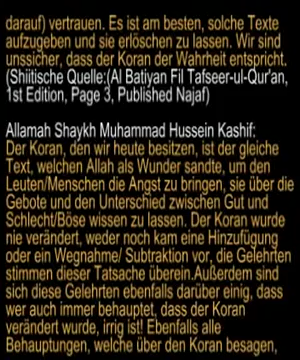 darauf) vertrauen. Es ist am besten, solche Texte
aufzugeben und sie erlöschen zu lassen. Wir sind
unssicher, dass der Koran der Wahrheit entspricht.
(Shiitische Quelle:(Al Batiyan Fil Tafseer-ul-Qur'an,
1st Edition, Page 3, Published Najaf)
Allamah Shaykh Muhammad Hussein Kashif:
Der Koran, den wir heute besitzen, ist der gleiche
Text, welchen Allah als Wunder sandte, um den
Leuten/Menschen die Angst zu bringen, sie über die
Gebote und den Unterschied zwischen Gut und
Schlecht/Böse wissen zu lassen. Der Koran wurde
nie verändert, weder noch kam eine Hinzufügung
oder ein Wegnahme/ Subtraktion vor, die Gelehrten
stimmen dieser Tatsache überein.Außerdem sind
sich diese Gelehrten ebenfalls darüber einig, dass
wer auch immer behauptet, dass der Koran
verändert wurde, irrig ist! Ebenfalls alle
Behauptungen, welche über den Koran besagen,